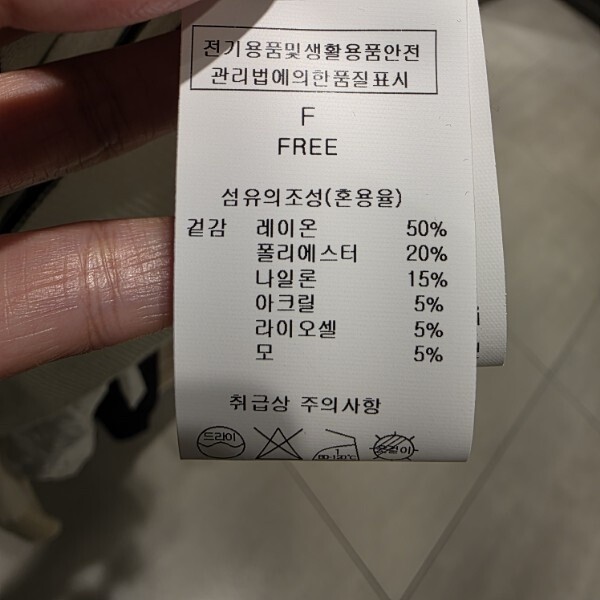 전기용품및생활용품안전
관리법에의한품질표시
F
FREE
섬유의조성(혼용율)
겉감 레이온 50%
폴리에스터 20%
나일론 15%
아크릴 5%
라이오셀 5%
모 5%
취급상 주의사항
드라이 옷걸이